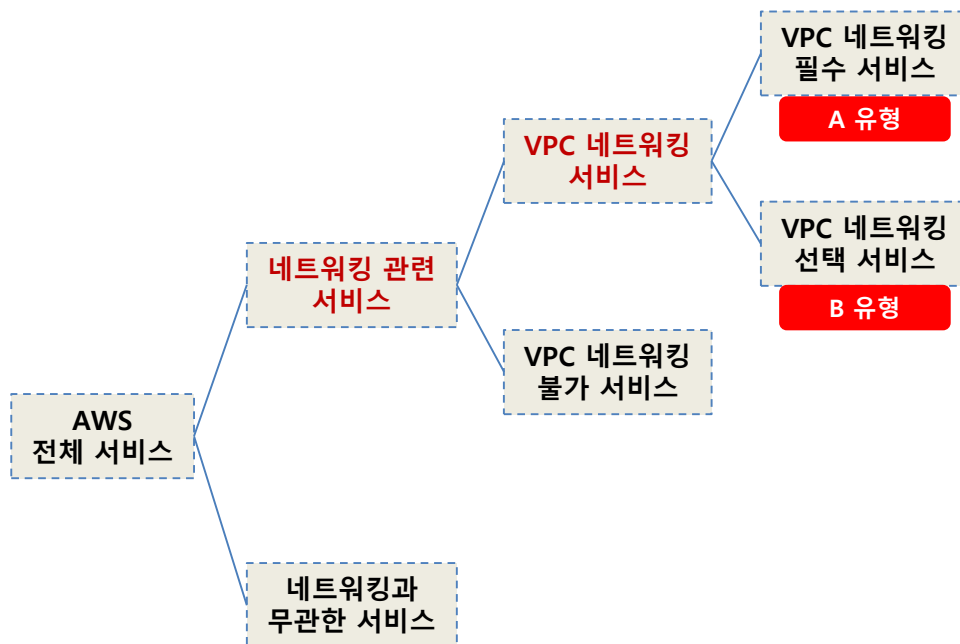 VPC 네트워킹
필수 서비스
A 유형
VPC 네트워킹
서비스
VPC 네트워킹
선택 서비스
B 유형
네트워킹 관련
서비스
VPC 네트워킹
불가 서비스
AWS
전체 서비스
네트워킹과
무관한 서비스